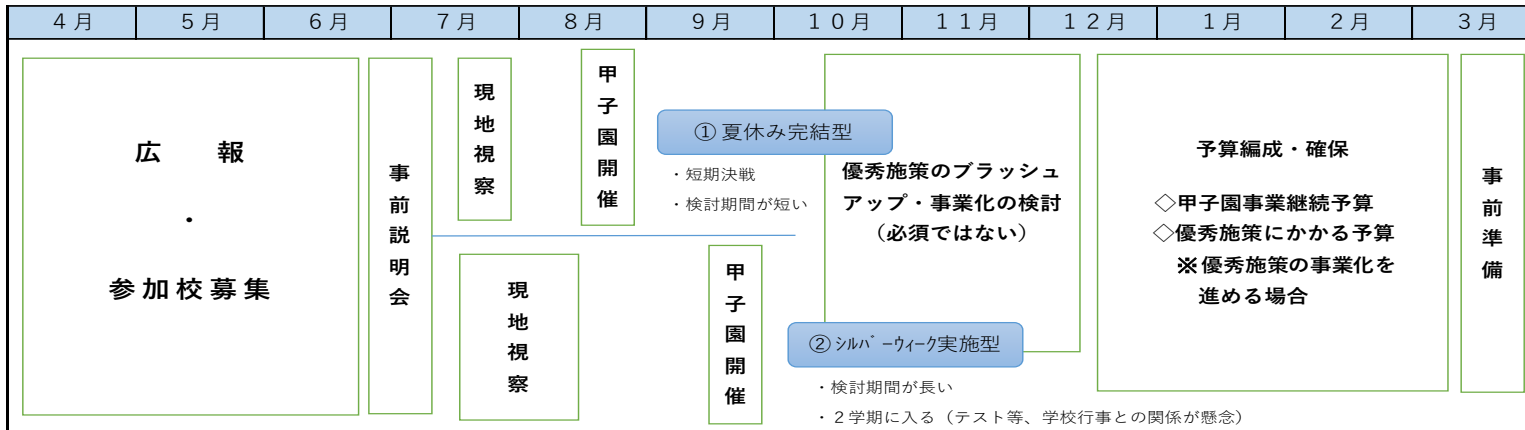 4月 5月 6月 7月 8月 9月 10月 11月 12月 1月 2月 3月
広　報
・
参加校募集
事前説明会
現地視察
甲子園開催
①夏休み完結型
・短期決戦
・検討期間が短い
現地視察
甲子園開催
②シルバーウィーク実施型
・検討期間が長い
・2学期に入る（テスト等、学校行事との関係が懸念）
優秀施策のブラッシュ
アップ・事業化の検討
（必須ではない）
予算編成・確保
◇甲子園事業継続予算
◇優秀施策にかかる予算
※優秀施策の事業化を
進める場合
事前準備